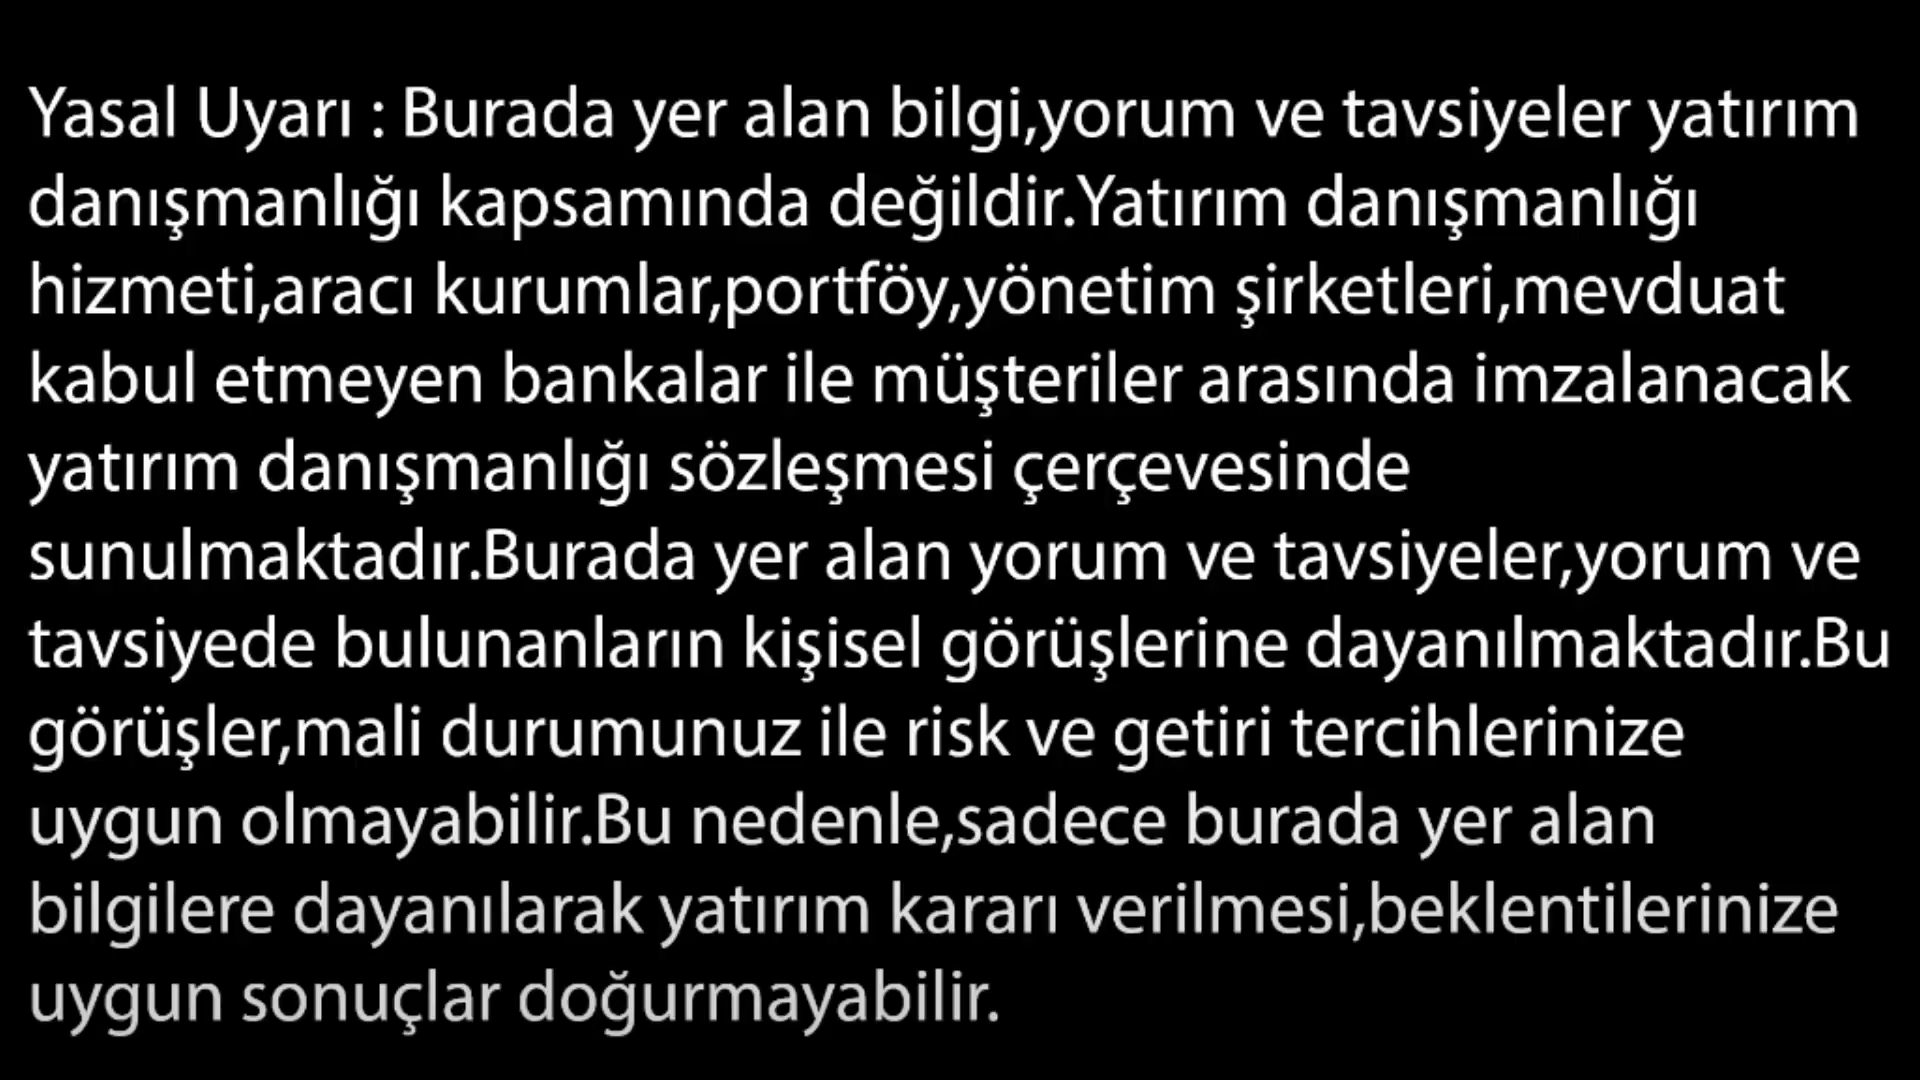 Yasal Uyarı : Burada yer alan bilgi,yorum ve tavsiyeler yatırım
danışmanlığı kapsamında değildir.Yatırım danışmanlığı
hizmeti,aracı kurumlar,portföy,yönetim şirketleri,mevduat
kabul etmeyen bankalar ile müşteriler arasında imzalanacak
yatırım danışmanlığı sözleşmesi çerçevesinde
sunulmaktadır.Burada yer alan yorum ve tavsiyeler,yorum ve
tavsiyede bulunanların kişisel görüşlerine dayanılmaktadır.Bu
görüşler,mali durumunuz ile risk ve getiri tercihlerinize
uygun olmayabilir.Bu nedenle,sadece burada yer alan
bilgilere dayanılarak yatırım kararı verilmesi,beklentilerinize
uygun sonuçlar doğurmayabilir.